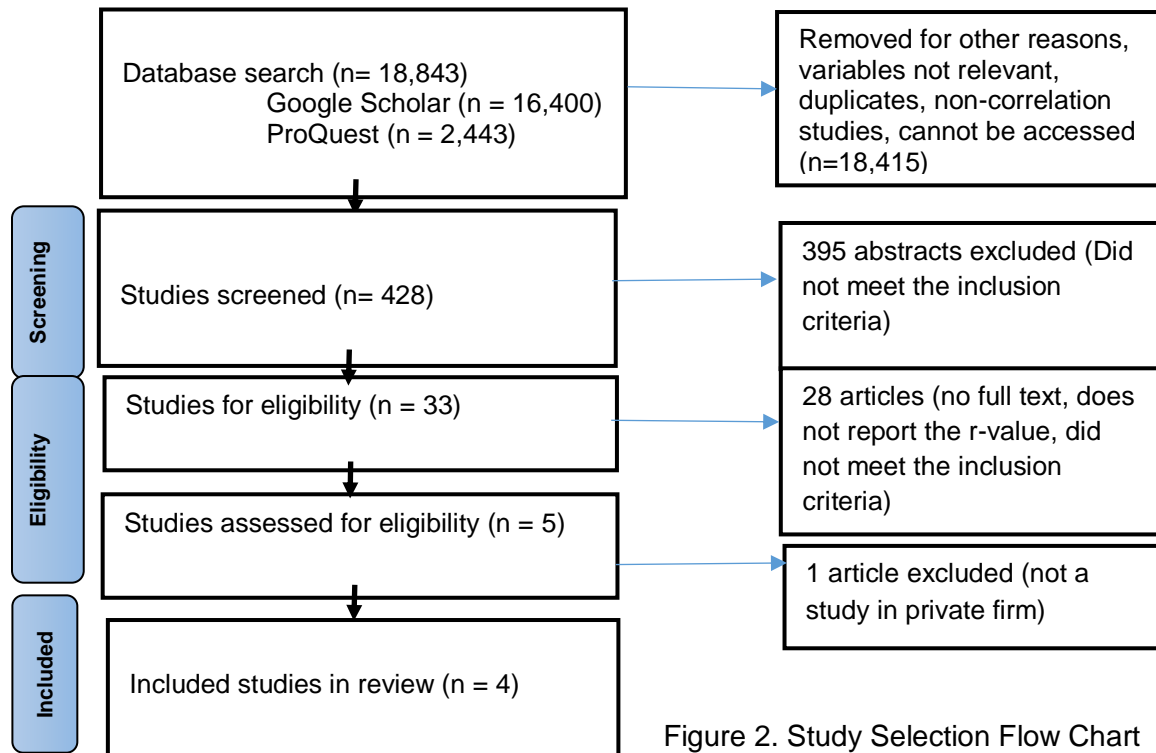 Database search (n= 18,843)
Google Scholar (n = 16,400)
ProQuest (n = 2,443)
Removed for other reasons,
variables not relevant,
duplicates, non-correlation
studies, cannot be accessed
(n=18,415)
Screening
Studies screened (n= 428)
395 abstracts excluded (Did
not meet the inclusion
criteria)
Eligibility
Studies for eligibility (n = 33)
28 articles (no full text, does
not report the r-value, did
not meet the inclusion
criteria)
Studies assessed for eligibility (n = 5)
1 article excluded (not a
study in private firm)
Included
Included studies in review (n = 4)
Figure 2. Study Selection Flow Chart